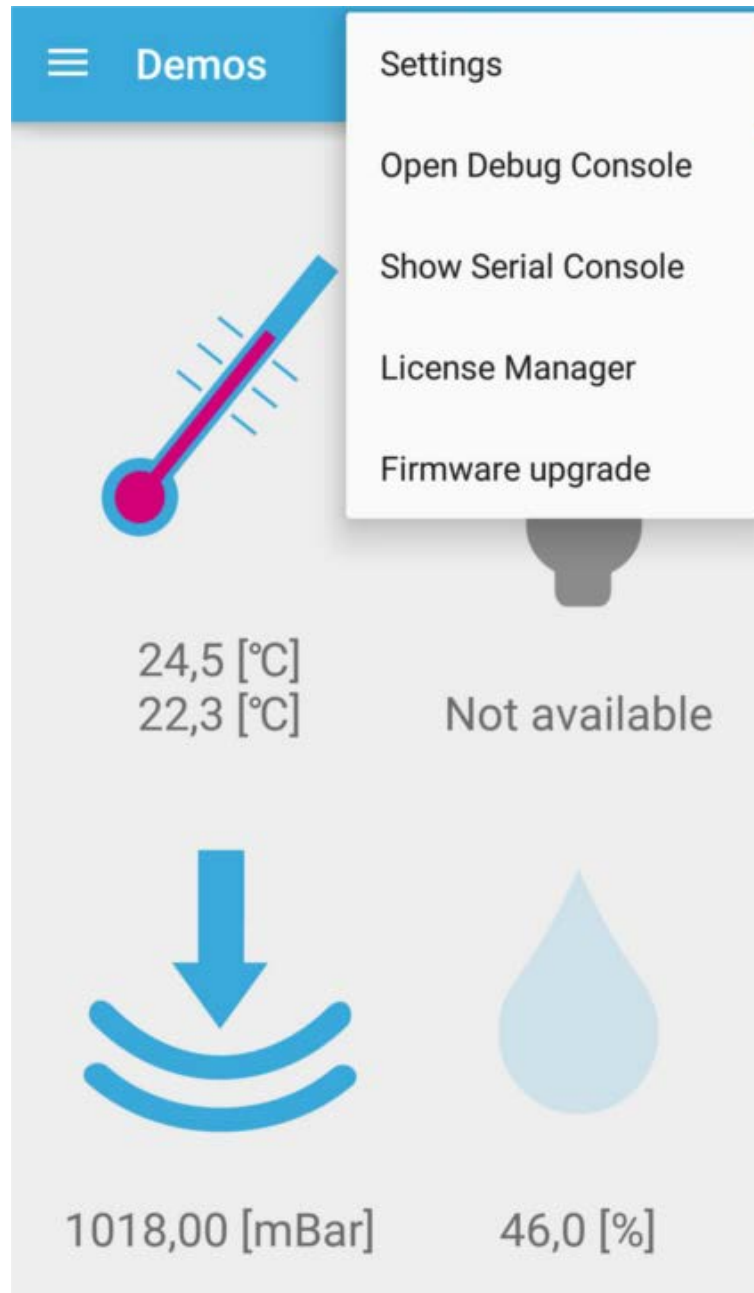 Demos
Settings
Open Debug Console
Show Serial Console
License Manager
Firmware upgrade
24,5 [°C]
22,3 [°C]
Not available
1018,00 [mBar]
46,0 [%]